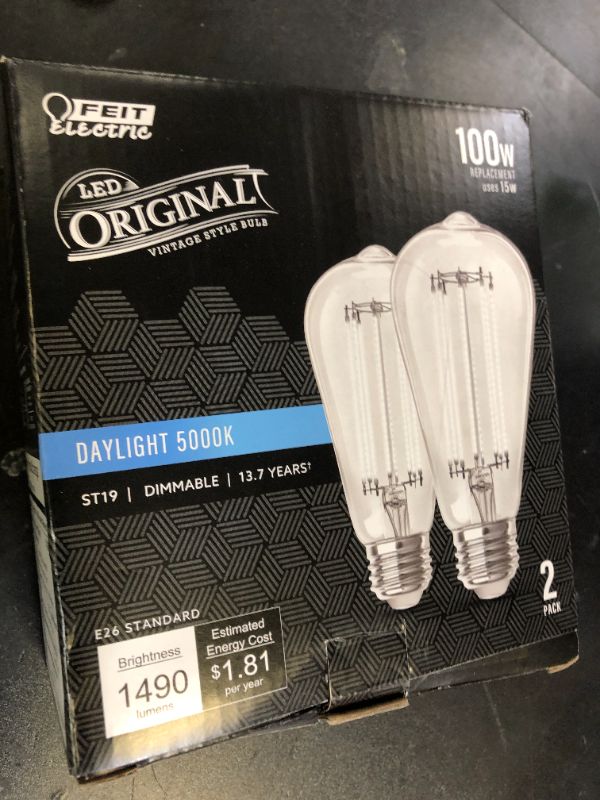 FEIT
Electric
100W
REPLACEMENT
uses 15W
LED
ORIGINAL
VINTAGE STYLE BULB
DAYLIGHT 5000K
ST19 | DIMMABLE | 13.7 YEARS†
E26 STANDARD
Brightness
1490
lumens
Estimated
Energy Cost
$1.81
per year
2
PACK